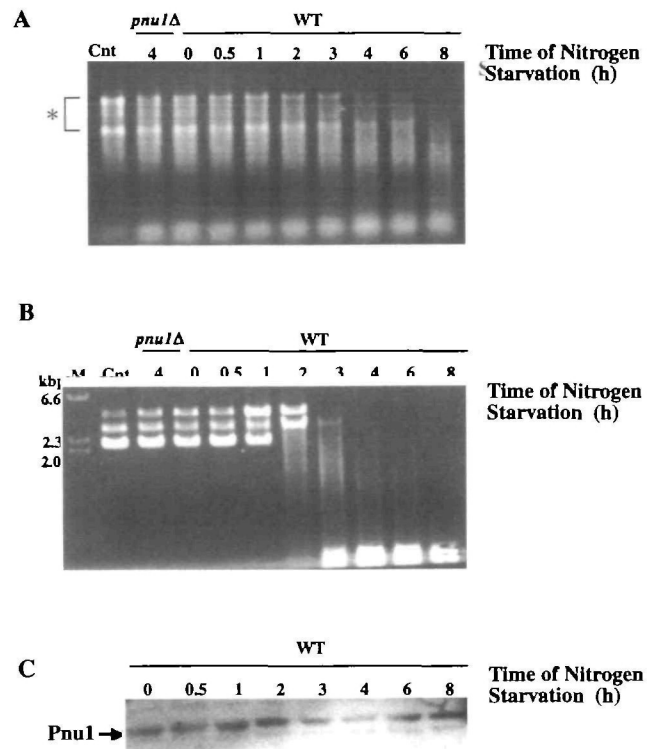 A
pnu1Δ WT
Cnt 4 0 0.5 1 2 3 4 6 8
Time of Nitrogen
Starvation (h)
*
B
pnu1Δ WT
kbp M Cnt 4 0 0.5 1 2 3 4 6 8
Time of Nitrogen
Starvation (h)
6.6
2.3
2.0
WT
C
0 0.5 1 2 3 4 6 8
Time of Nitrogen
Starvation (h)
Pnu1